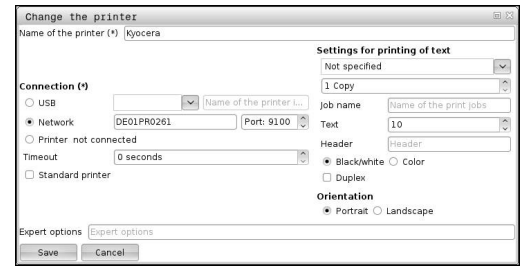 Change the printer
Name of the printer (*) Kyocera
Settings for printing of text
Not specified
1 Copy
Connection (*)
USB Name of the printer i...
Job name Name of the print jobs
Network DE01PR0261 Port: 9100
Text 10
Printer not connected
Header Header
Timeout 0 seconds
Black/white Color
Standard printer
Duplex
Orientation
Portrait Landscape
Expert options Expert options
Save Cancel